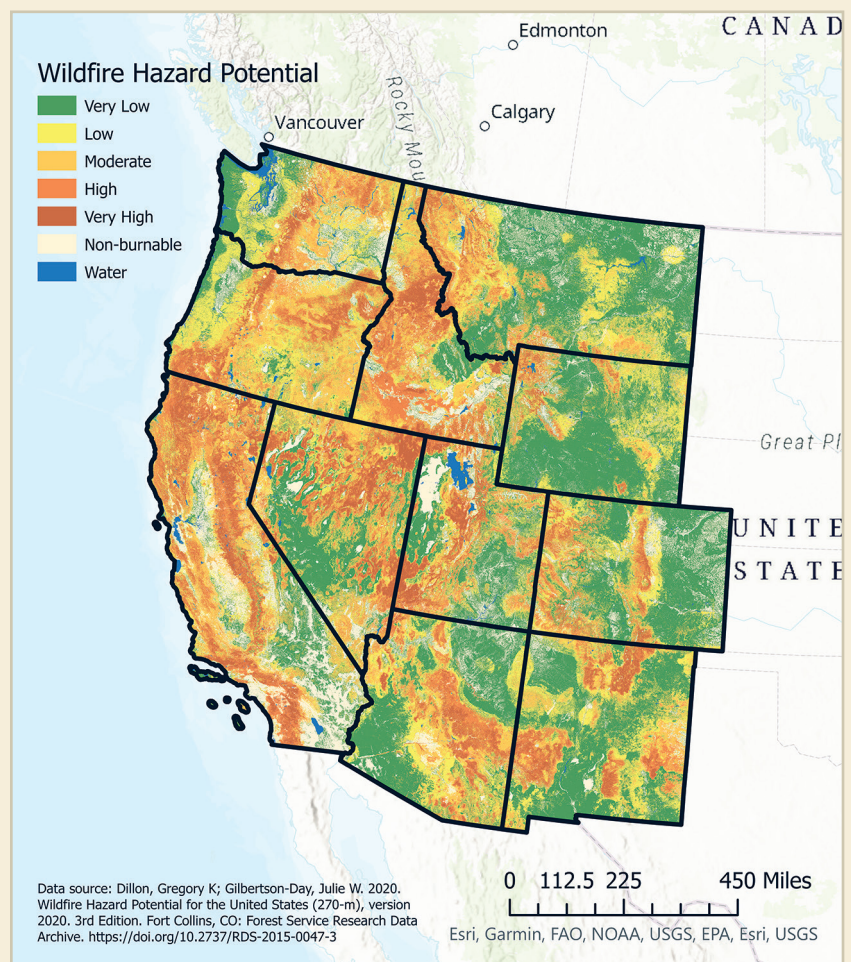 Edmonton
CANAD
Wildfire Hazard Potential
Very Low
Low
Moderate
High
Very High
Non-burnable
Water
Rocky Mou
Calgary
Vancouver
Great Pl
UNITE
STATE
0 112.5 225 450 Miles
Data source: Dillon, Gregory K; Gilbertson-Day, Julie W. 2020.
Wildfire Hazard Potential for the United States (270-m), version
2020. 3rd Edition. Fort Collins, CO: Forest Service Research Data
Archive. https://doi.org/10.2737/RDS-2015-0047-3
Esri, Garmin, FAO, NOAA, USGS, EPA, Esri, USGS